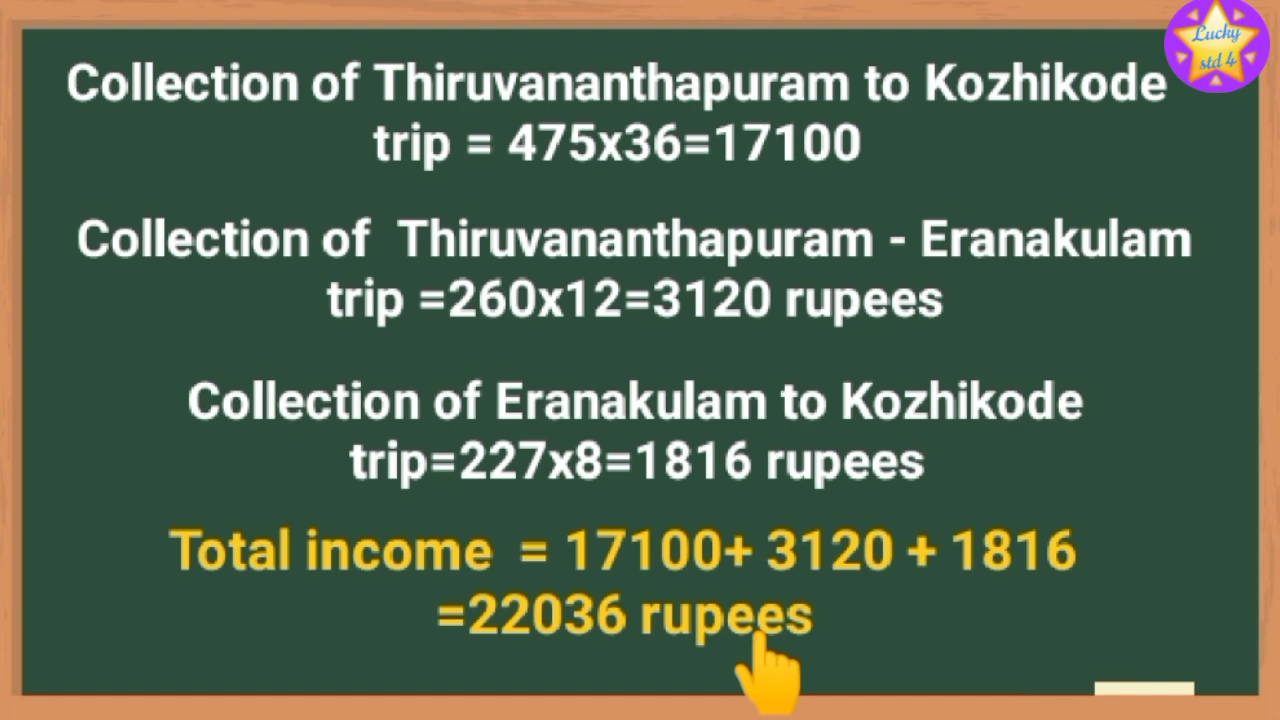 Lucky
std 4
Collection of Thiruvananthapuram to Kozhikode
trip = 475x36=17100
Collection of Thiruvananthapuram - Eranakulam
trip =260x12=3120 rupees
Collection of Eranakulam to Kozhikode
trip=227x8=1816 rupees
Total income = 17100+ 3120 + 1816
=22036 rupees